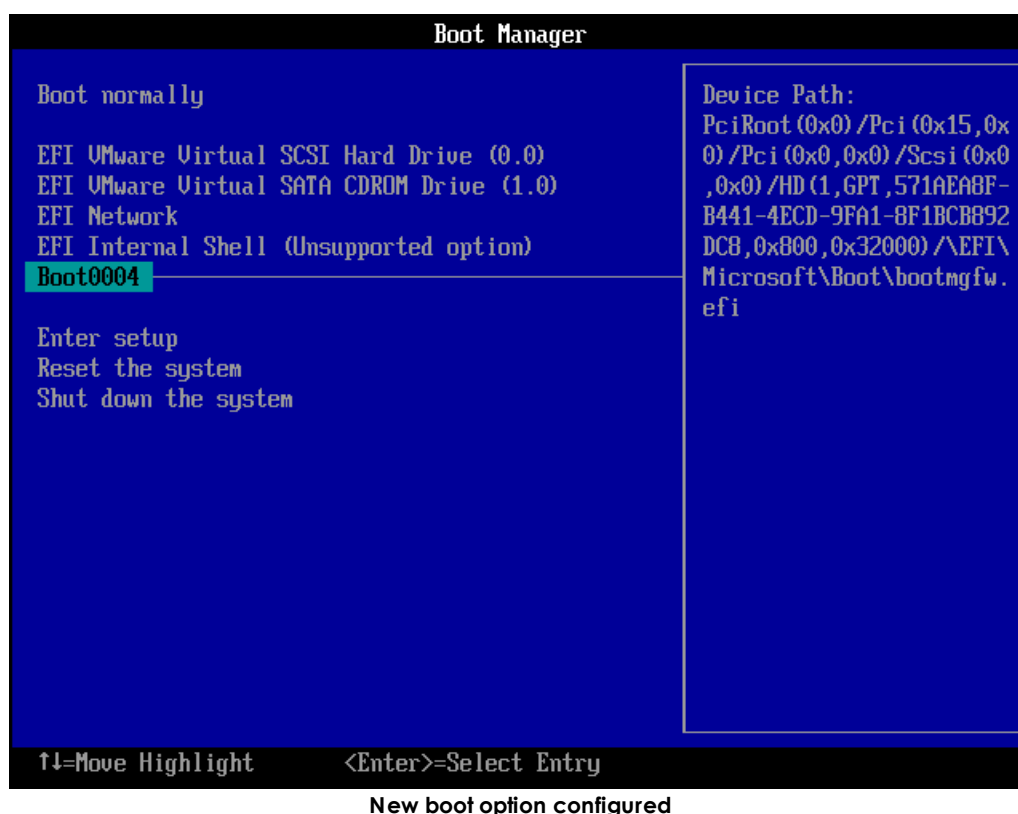 Boot Manager
Boot normally
EFI VMware Virtual SCSI Hard Drive (0.0)
EFI VMware Virtual SATA CDROM Drive (1.0)
EFI Network
EFI Internal Shell (Unsupported option)
Boot0004
Enter setup
Reset the system
Shut down the system
Device Path:
PciRoot(0x0)/Pci(0x15,0x
0)/Pci(0x0,0x0)/Scsi(0x0
,0x0)/HD(1,GPT,571AEA8F-
B441-4ECD-9FA1-8F1BCB892
DC8,0x800,0x32000)/\EFI\
Microsoft\Boot\bootmgfw.
efi
↑↓=Move Highlight <Enter>=Select Entry
New boot option configured